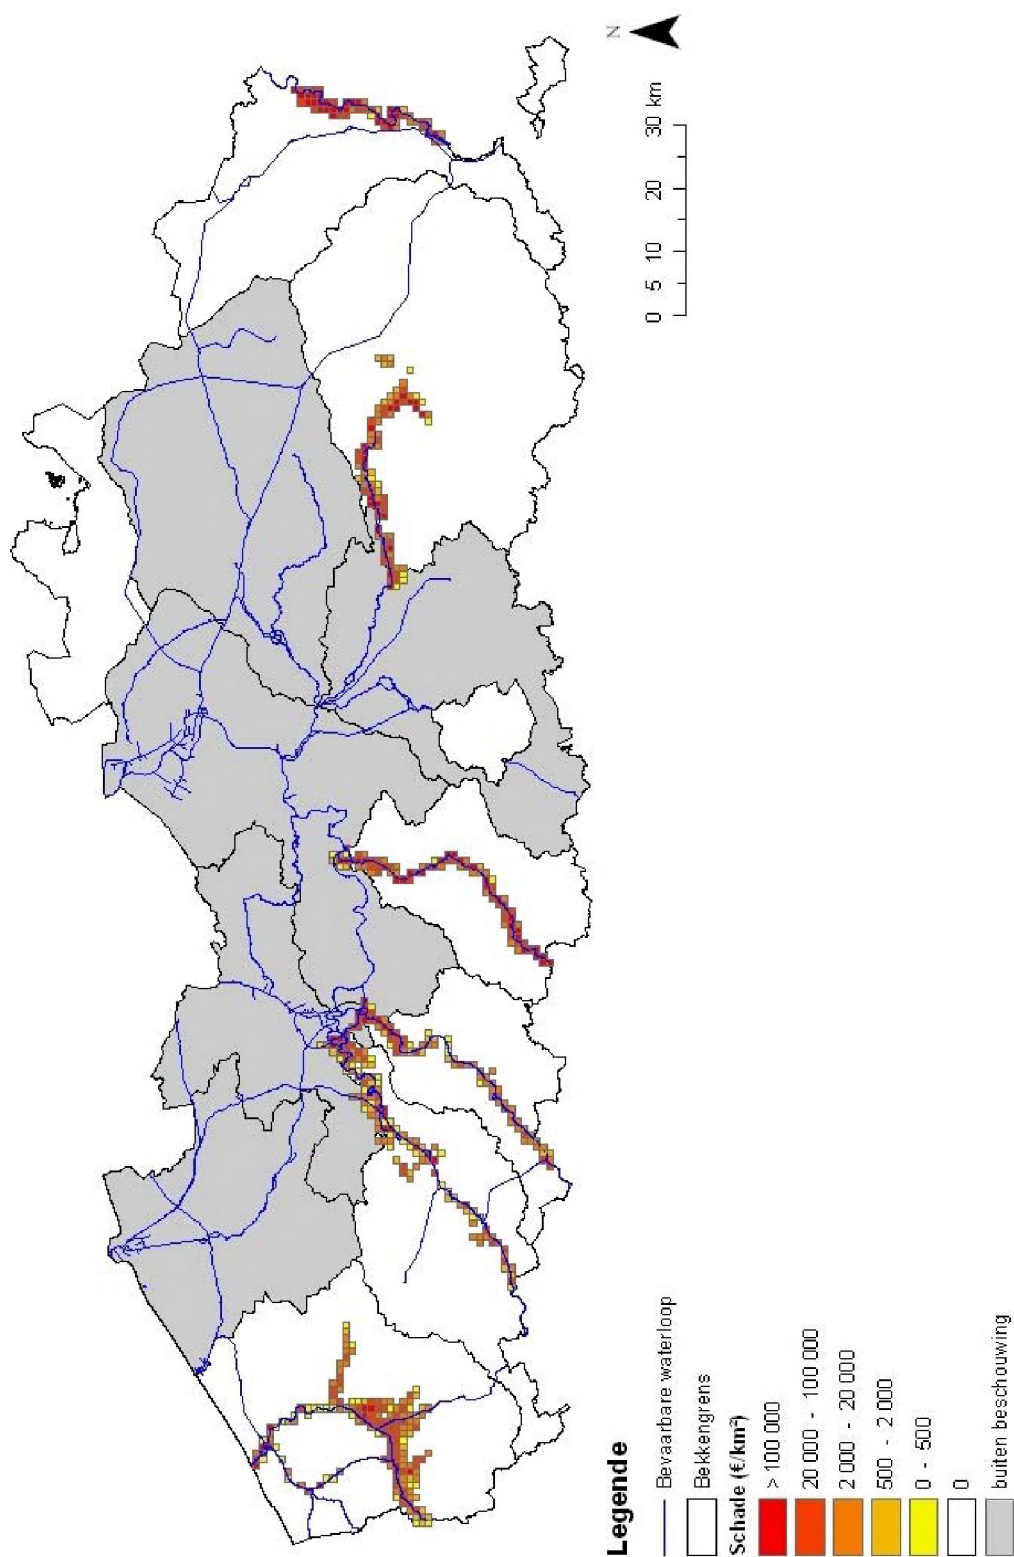 N
0 5 10 20 30 km
Legende
Bevaarbare waterloop
Bekkengrens
Schade (€/km²)
> 100 000
20 000 - 100 000
2 000 - 20 000
500 - 2 000
0 - 500
0
buiten beschouwing